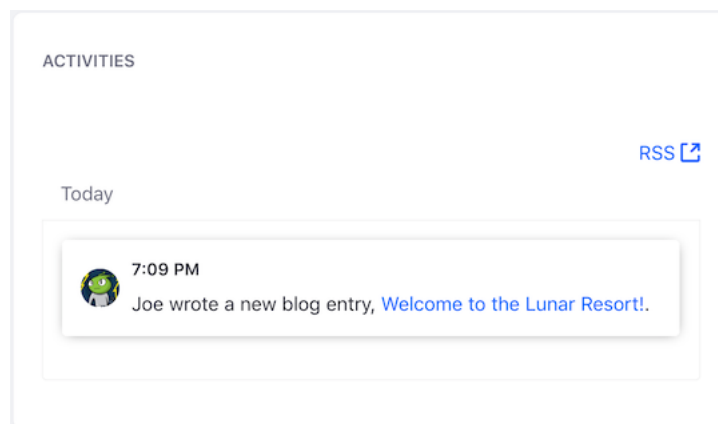 ACTIVITIES
RSS
Today
7:09 PM
Joe wrote a new blog entry, Welcome to the Lunar Resort!.